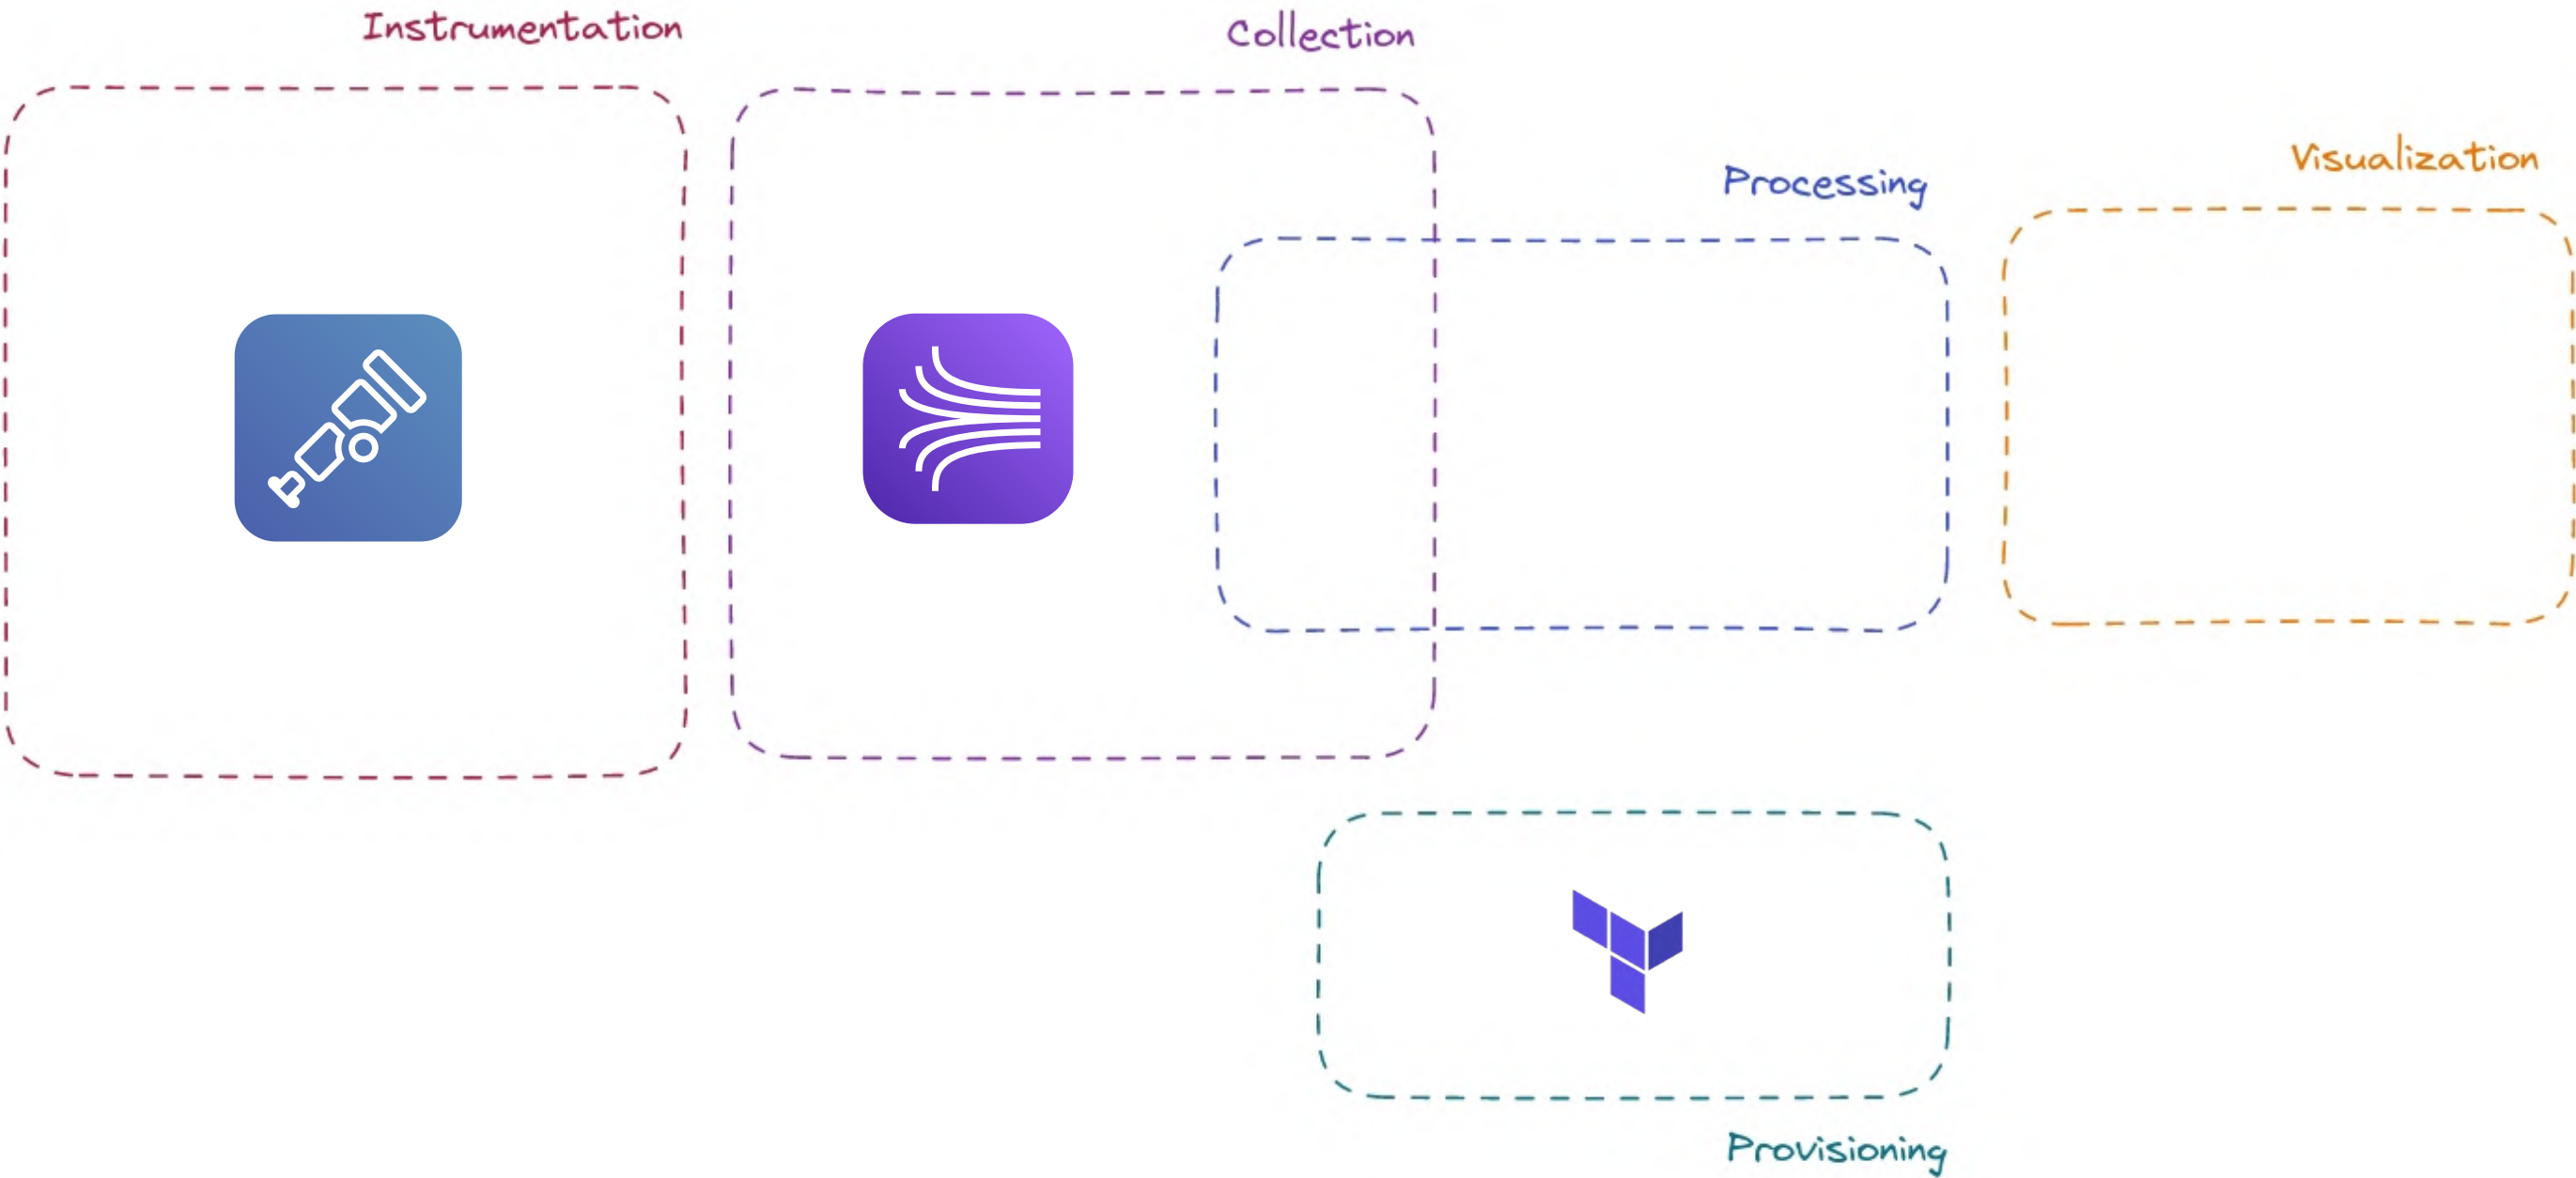 Instrumentation
Collection
Processing
Visualization
Provisioning